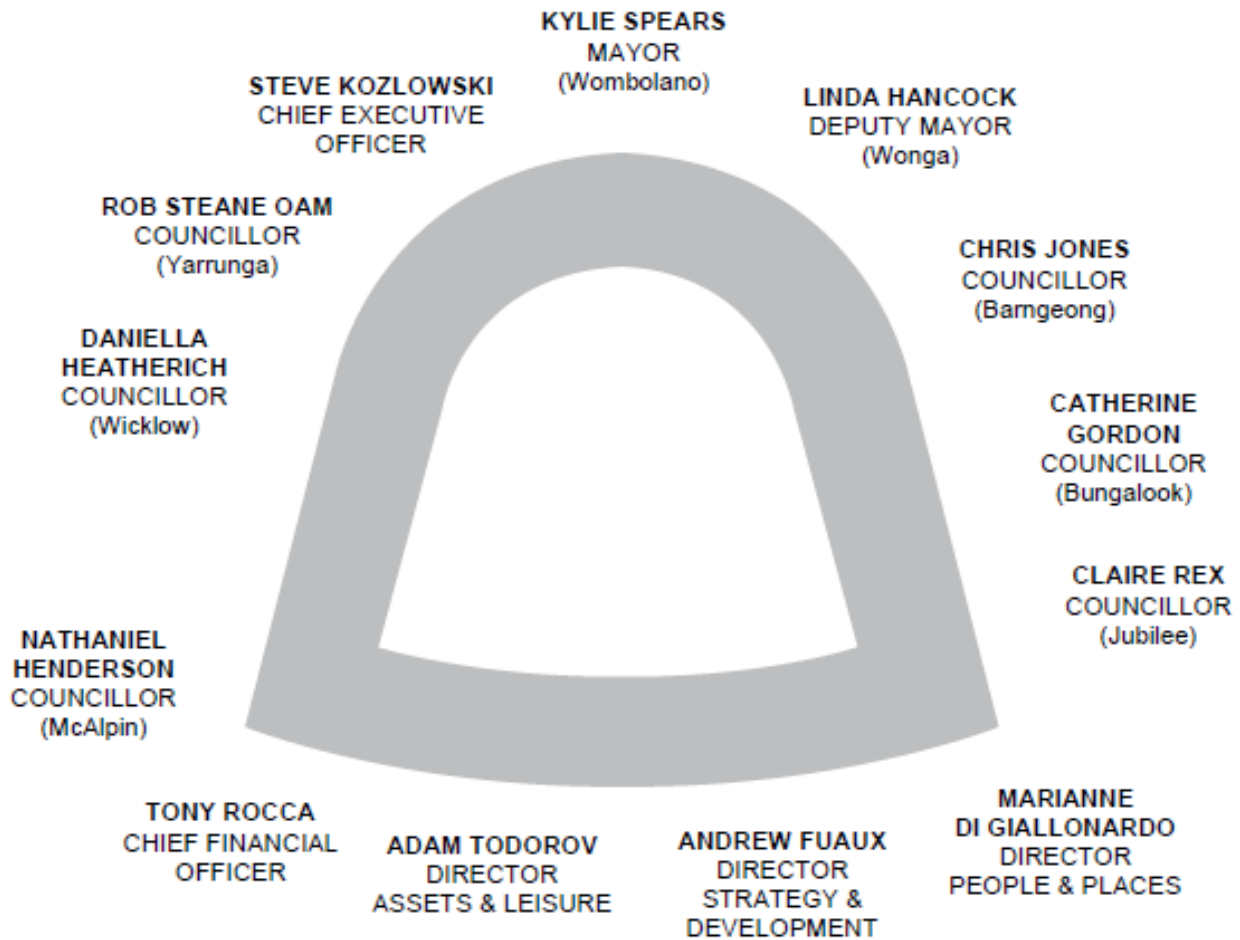 KYLIE SPEARS
MAYOR
(Wombolano)
STEVE KOZLOWSKI
CHIEF EXECUTIVE
OFFICER
LINDA HANCOCK
DEPUTY MAYOR
(Wonga)
ROB STEANE OAM
COUNCILLOR
(Yarrunga)
CHRIS JONES
COUNCILLOR
(Barngeong)
DANIELLA
HEATHERICH
COUNCILLOR
(Wicklow)
CATHERINE
GORDON
COUNCILLOR
(Bungalook)
CLAIRE REX
COUNCILLOR
(Jubilee)
NATHANIEL
HENDERSON
COUNCILLOR
(McAlpin)
TONY ROCCA
CHIEF FINANCIAL
OFFICER
ADAM TODOROV
DIRECTOR
ASSETS & LEISURE
ANDREW FUAUX
DIRECTOR
STRATEGY &
DEVELOPMENT
MARIANNE
DI GIALLONARDO
DIRECTOR
PEOPLE & PLACES